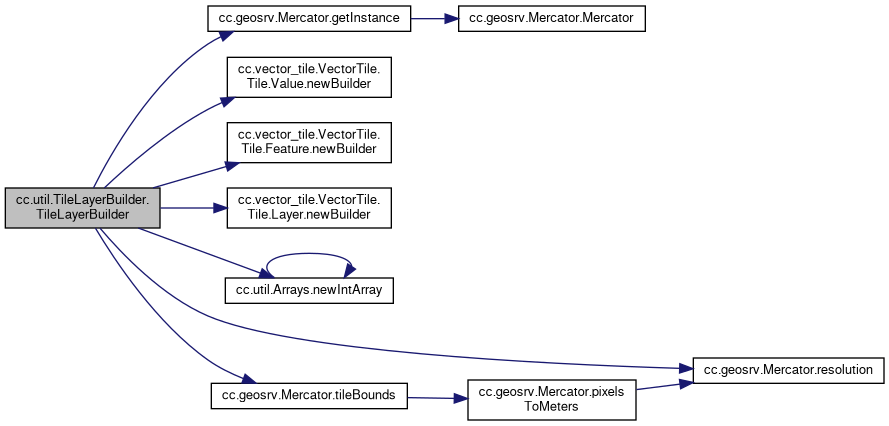 cc.geosrv.Mercator.getInstance
cc.geosrv.Mercator.Mercator
cc.vector_tile.VectorTile.
Tile.Value.newBuilder
cc.vector_tile.VectorTile.
Tile.Feature.newBuilder
cc.util.TileLayerBuilder.
TileLayerBuilder
cc.vector_tile.VectorTile.
Tile.Layer.newBuilder
cc.util.Arrays.newIntArray
cc.geosrv.Mercator.resolution
cc.geosrv.Mercator.tileBounds
cc.geosrv.Mercator.pixels
ToMeters